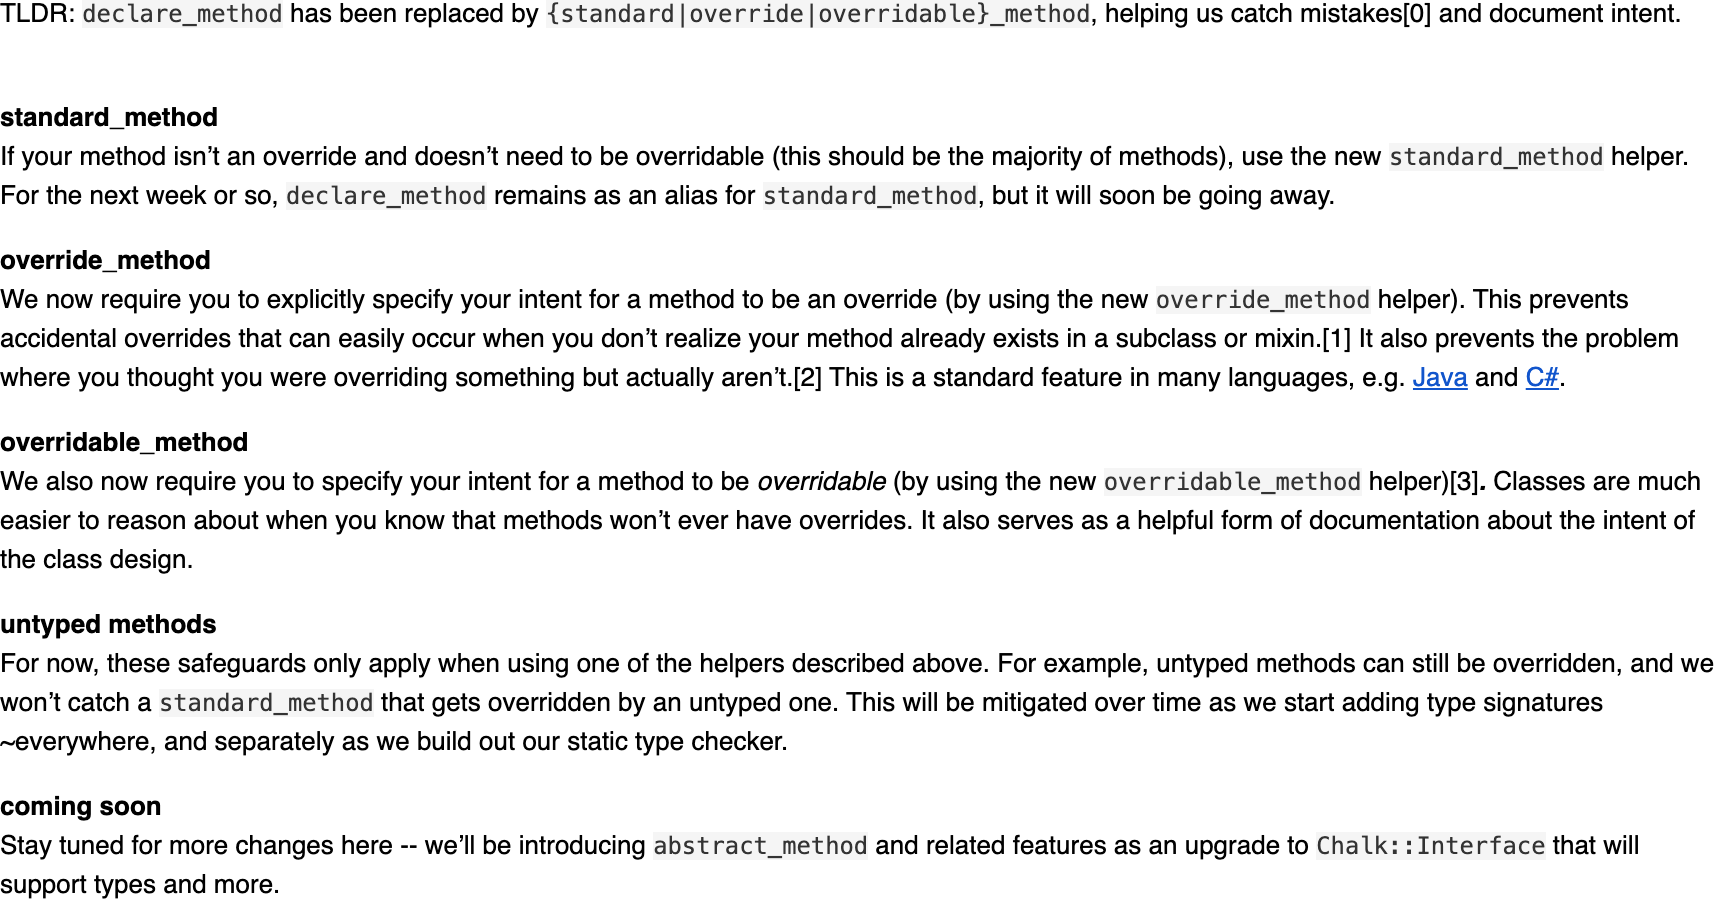 TLDR: declare_method has been replaced by {standard|override|overridable}_method, helping us catch mistakes[0] and document intent.
standard_method
If your method isn’t an override and doesn’t need to be overridable (this should be the majority of methods), use the new standard_method helper.
For the next week or so, declare_method remains as an alias for standard_method, but it will soon be going away.
override_method
We now require you to explicitly specify your intent for a method to be an override (by using the new override_method helper). This prevents
accidental overrides that can easily occur when you don’t realize your method already exists in a subclass or mixin.[1] It also prevents the problem
where you thought you were overriding something but actually aren’t.[2] This is a standard feature in many languages, e.g. Java and C#.
overridable_method
We also now require you to specify your intent for a method to be overridable (by using the new overridable_method helper)[3]. Classes are much
easier to reason about when you know that methods won’t ever have overrides. It also serves as a helpful form of documentation about the intent of
the class design.
untyped methods
For now, these safeguards only apply when using one of the helpers described above. For example, untyped methods can still be overridden, and we
won’t catch a standard_method that gets overridden by an untyped one. This will be mitigated over time as we start adding type signatures
~everywhere, and separately as we build out our static type checker.
coming soon
Stay tuned for more changes here -- we’ll be introducing abstract_method and related features as an upgrade to Chalk::Interface that will
support types and more.